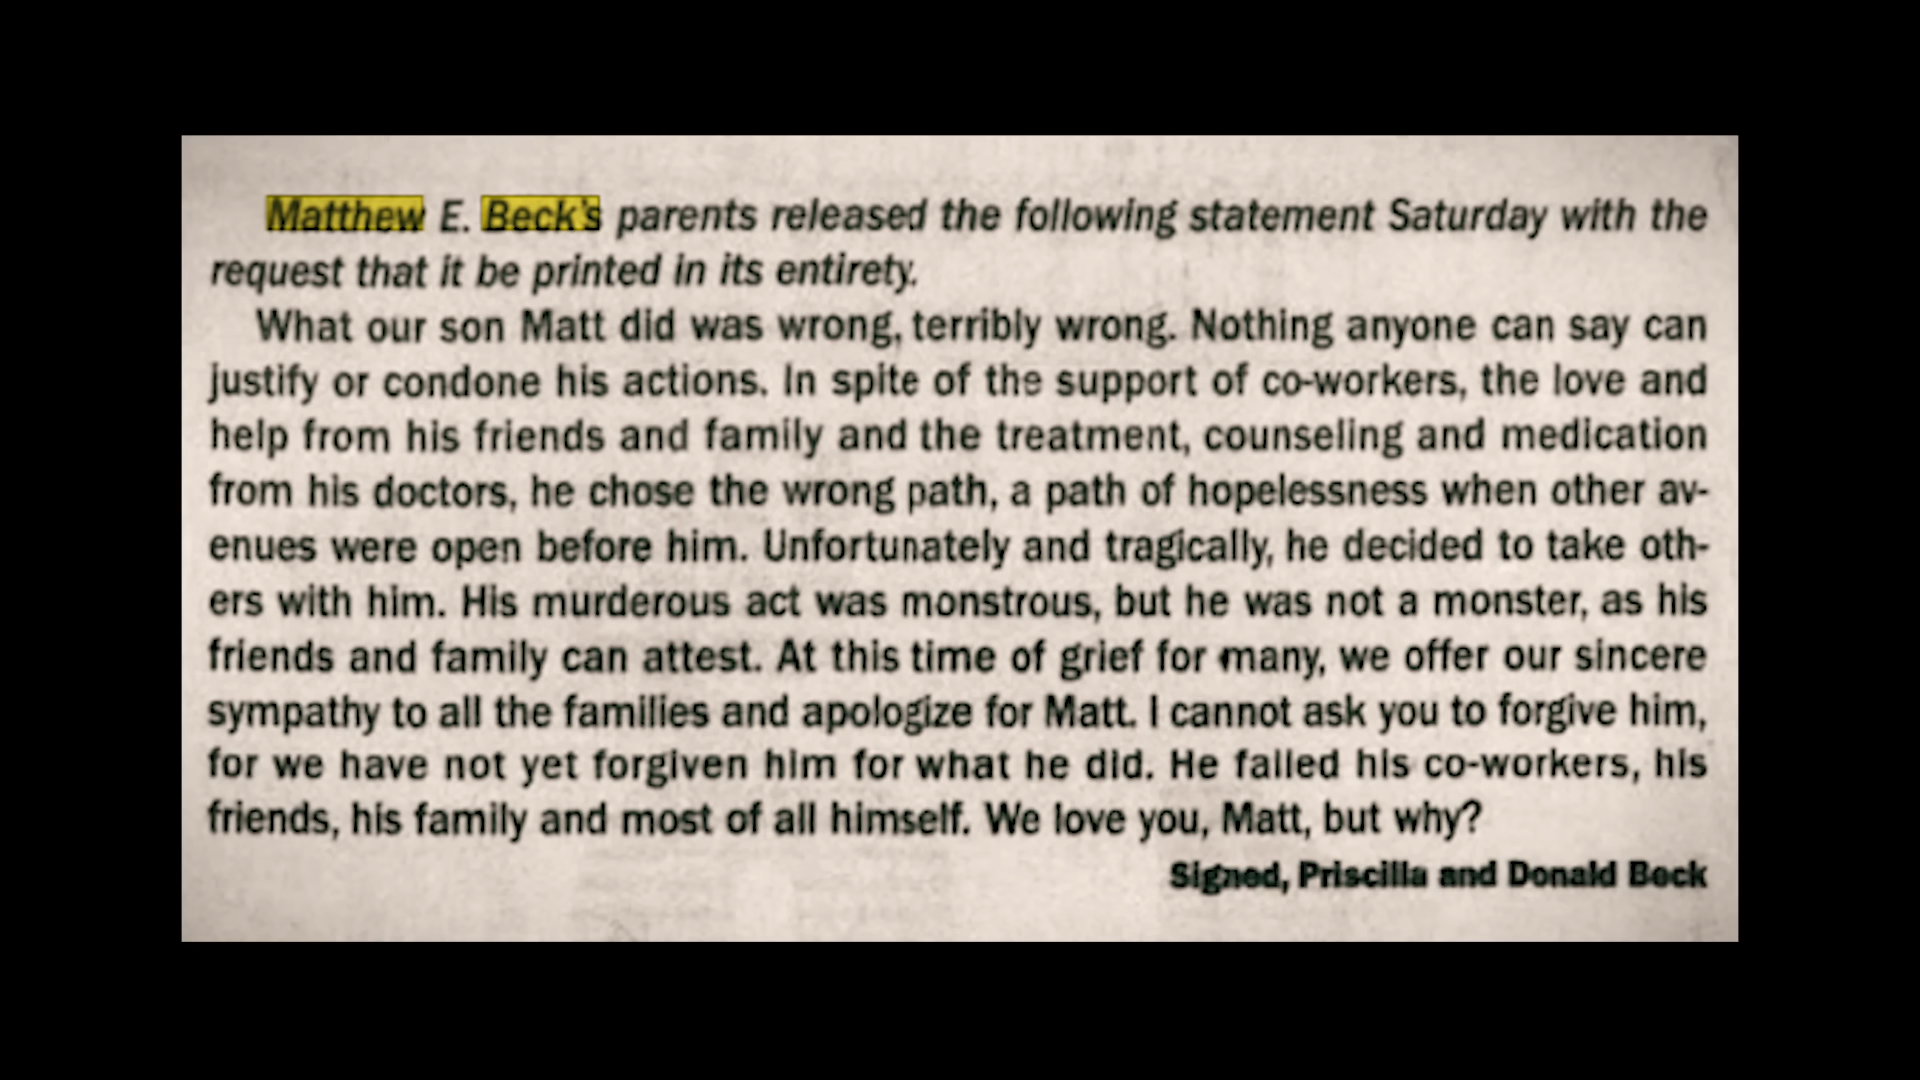 Matthew E. Beck's parents released the following statement Saturday with the
request that it be printed in its entirety.
What our son Matt did was wrong, terribly wrong. Nothing anyone can say can
justify or condone his actions. In spite of the support of co-workers, the love and
help from his friends and family and the treatment, counseling and medication
from his doctors, he chose the wrong path, a path of hopelessness when other av-
enues were open before him. Unfortunately and tragically, he decided to take oth-
ers with him. His murderous act was monstrous, but he was not a monster, as his
friends and family can attest. At this time of grief for many, we offer our sincere
sympathy to all the families and apologize for Matt. I cannot ask you to forgive him,
for we have not yet forgiven him for what he did. He failed his co-workers, his
friends, his family and most of all himself. We love you, Matt, but why?
Signed, Priscilla and Donald Beck